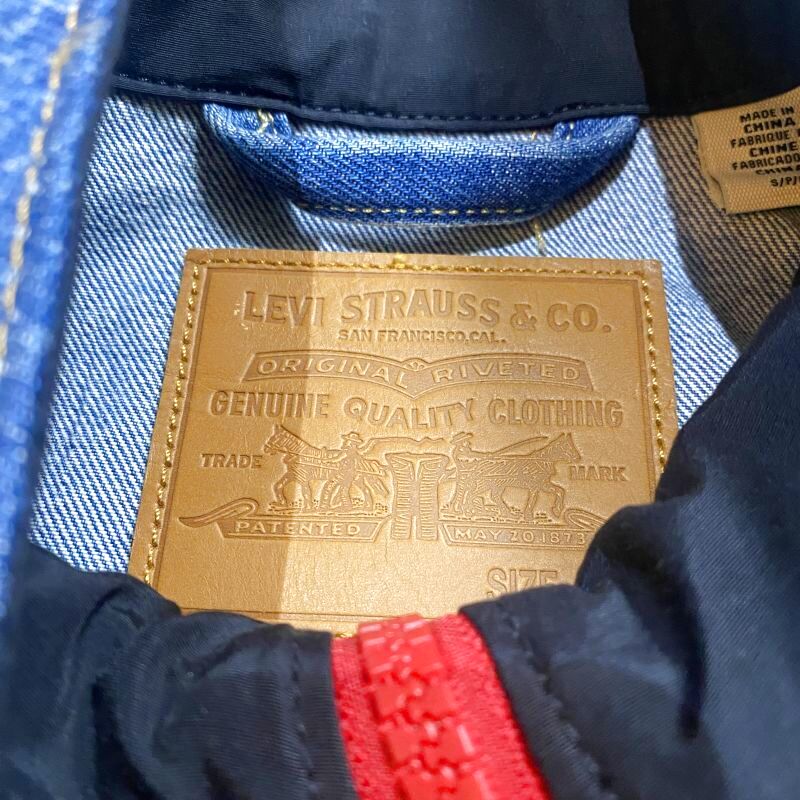 LEVI STRAUSS & CO.
SAN FRANCISCO, CAL.
ORIGINAL RIVETED
GENUINE QUALITY CLOTHING
TRADE MARK
PATENTED MAY 20 1873
SIZE
MADE IN
CHINA
FABRIQUE
CHINE
FABRICADO
CHINA
S/P/